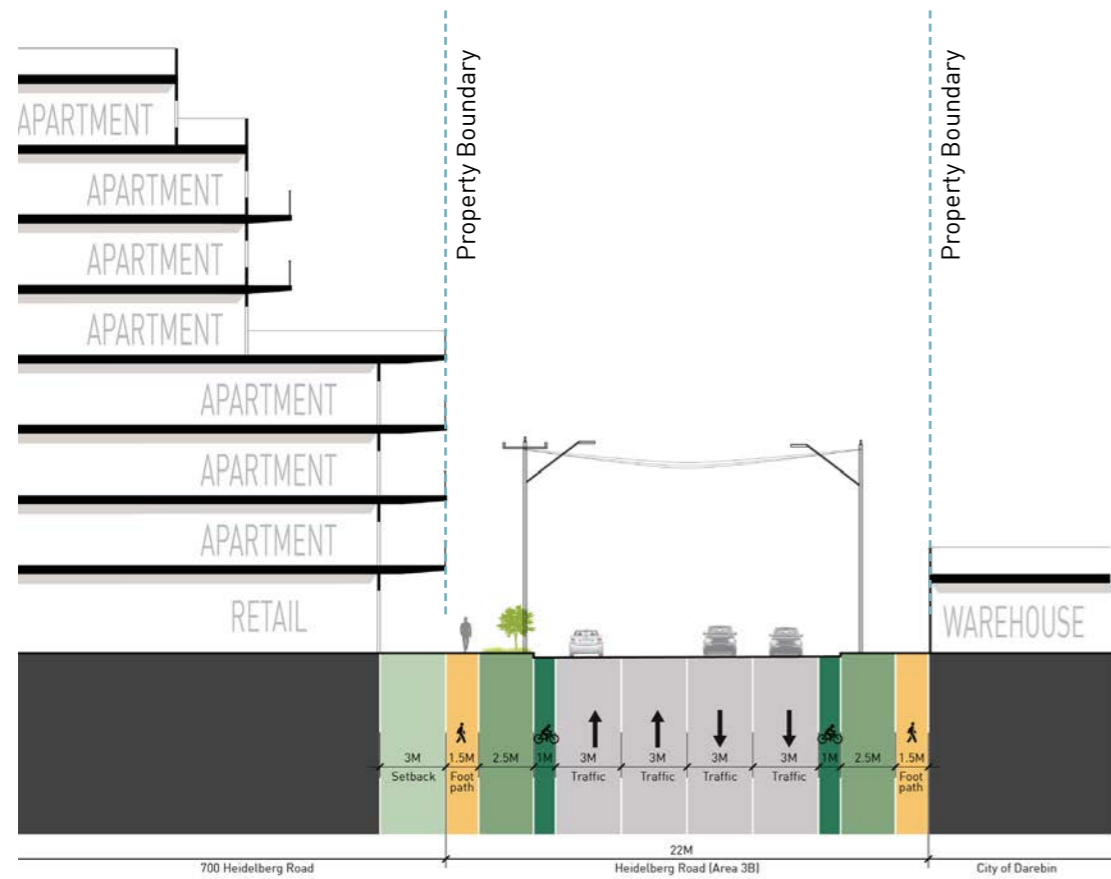 Property Boundary
Property Boundary
APARTMENT
APARTMENT
APARTMENT
APARTMENT
APARTMENT
APARTMENT
APARTMENT
RETAIL
WAREHOUSE
3M 1.5M 2.5M 1M 3M 3M 3M 3M 1M 2.5M 1.5M
Setback Foot path Traffic Traffic Traffic Traffic Foot path
22M
700 Heidelberg Road Heidelberg Road (Area 3B) City of Darebin